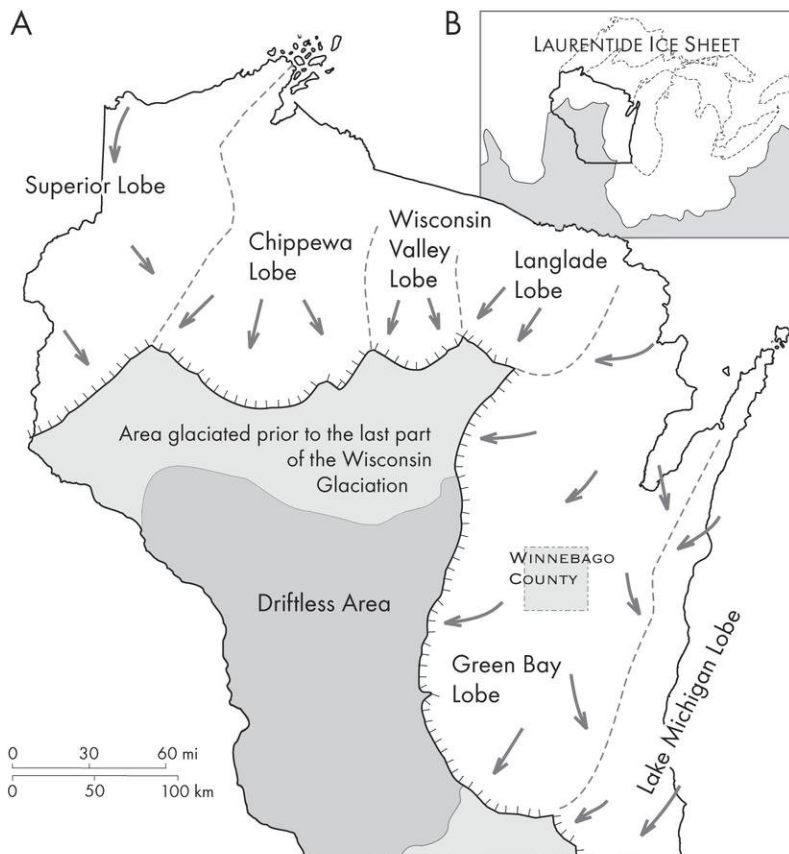 A
B
LAURENTIDE ICE SHEET
Superior Lobe
Chippewa
Lobe
Wisconsin
Valley
Lobe
Langlade
Lobe
Area glaciated prior to the last part
of the Wisconsin
Glaciation
WINNEBAGO
COUNTY
Driftless Area
Green Bay
Lobe
Lake Michigan Lobe
0 30 60 mi
0 50 100 km